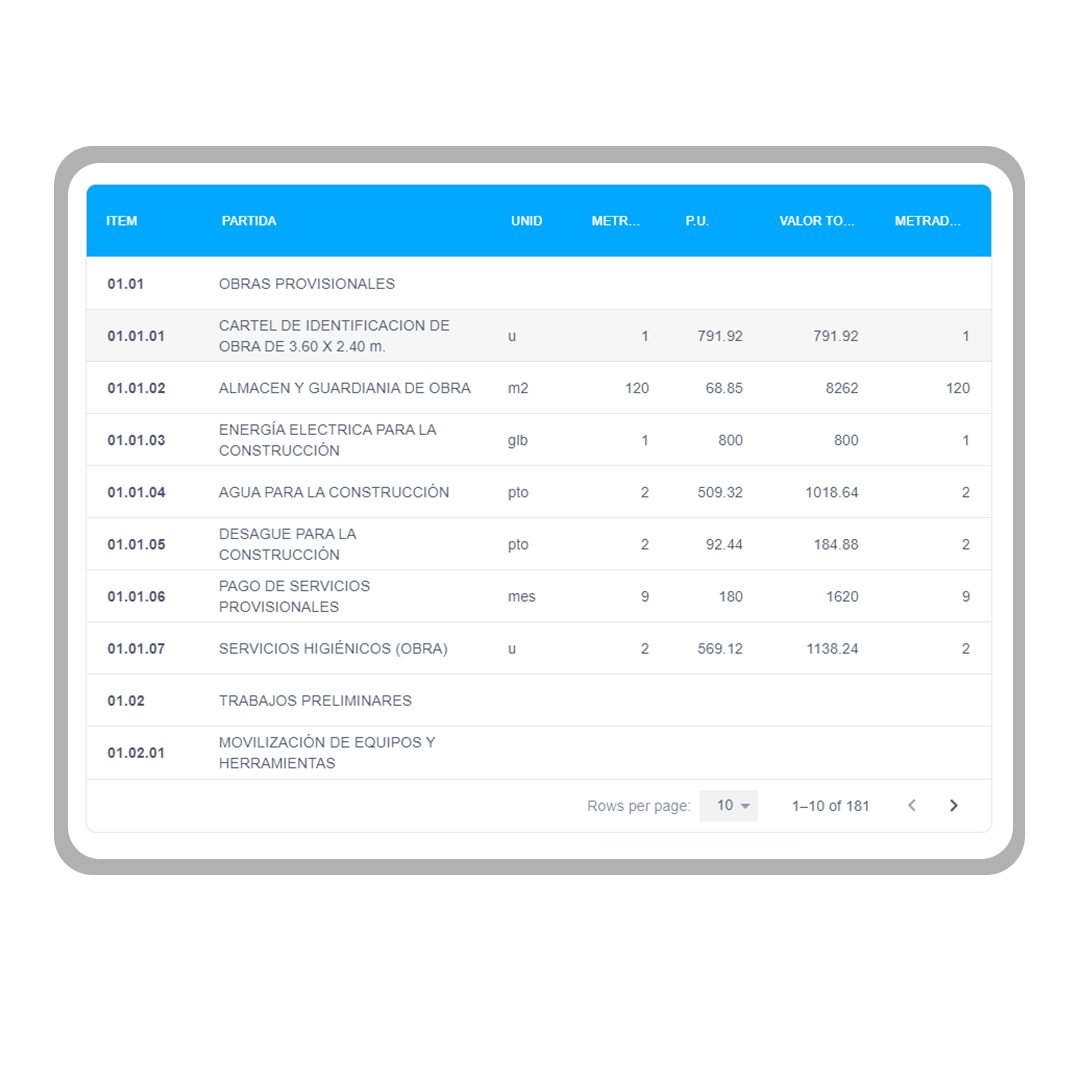 ITEM PARTIDA UNID METR... P.U. VALOR TO... METRAD...
01.01 OBRAS PROVISIONALES
01.01.01 CARTEL DE IDENTIFICACION DE OBRA DE 3.60 X 2.40 m. u 1 791.92 791.92 1
01.01.02 ALMACEN Y GUARDIANIA DE OBRA m2 120 68.85 8262 120
01.01.03 ENERGÍA ELECTRICA PARA LA CONSTRUCCIÓN glb 1 800 800 1
01.01.04 AGUA PARA LA CONSTRUCCIÓN pto 2 509.32 1018.64 2
01.01.05 DESAGUE PARA LA CONSTRUCCIÓN pto 2 92.44 184.88 2
01.01.06 PAGO DE SERVICIOS PROVISIONALES mes 9 180 1620 9
01.01.07 SERVICIOS HIGIÉNICOS (OBRA) u 2 569.12 1138.24 2
01.02 TRABAJOS PRELIMINARES
01.02.01 MOVILIZACIÓN DE EQUIPOS Y HERRAMIENTAS
Rows per page: 10 1–10 of 181